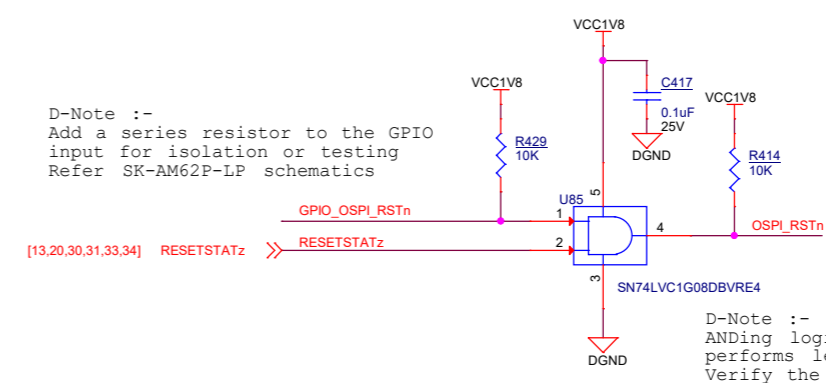 VCC1V8
VCC1V8
C417
0.1uF
25V
DGND
VCC1V8
D-Note :-
Add a series resistor to the GPIO
input for isolation or testing
Refer SK-AM62P-LP schematics
R429
10K
R414
10K
5
U85
GPIO_OSPI_RSTn
1
4
OSPI_RSTn
[13,20,30,31,33,34] RESETSTATz
RESETSTATz
2
3
SN74LVC1G08DBVRE4
DGND
D-Note :-
ANDing
performs
Verify the